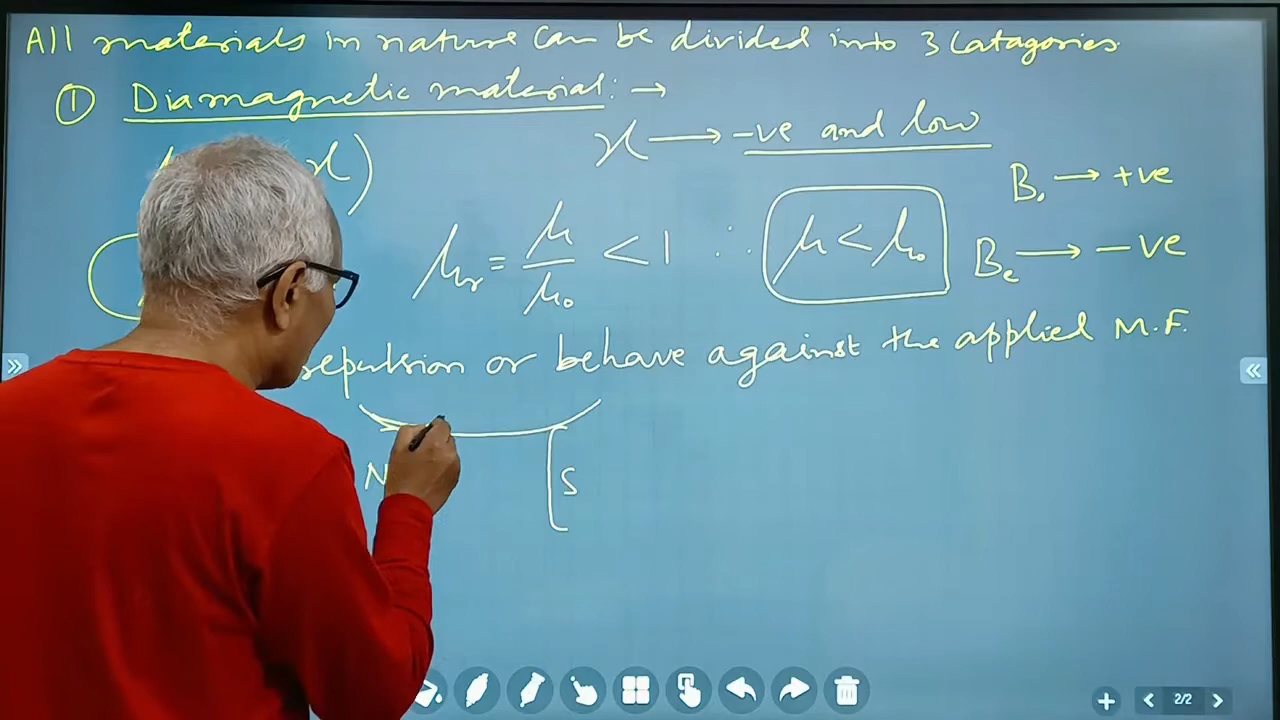 All materials in nature can be divided into 3 Catagories
① Diamagnetic material: →
x → -ve and low
x)
B. → +ve
μr = μ/μ₀ < 1 ∴ μ < μ₀
Be → -ve
repulsion or behave against the applied M.F.
N S
2/2